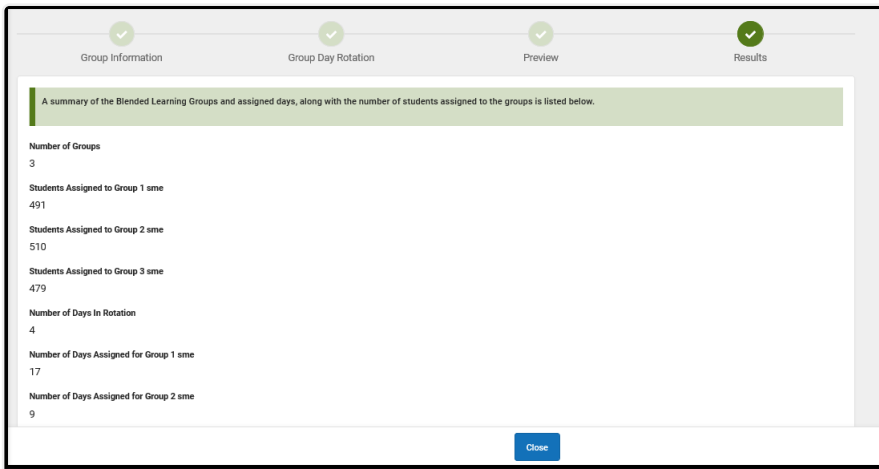 Group Information
Group Day Rotation
Preview
Results
A summary of the Blended Learning Groups and assigned days, along with the number of students assigned to the groups is listed below.
Number of Groups
3
Students Assigned to Group 1 sme
491
Students Assigned to Group 2 sme
510
Students Assigned to Group 3 sme
479
Number of Days In Rotation
4
Number of Days Assigned for Group 1 sme
17
Number of Days Assigned for Group 2 sme
9
Close